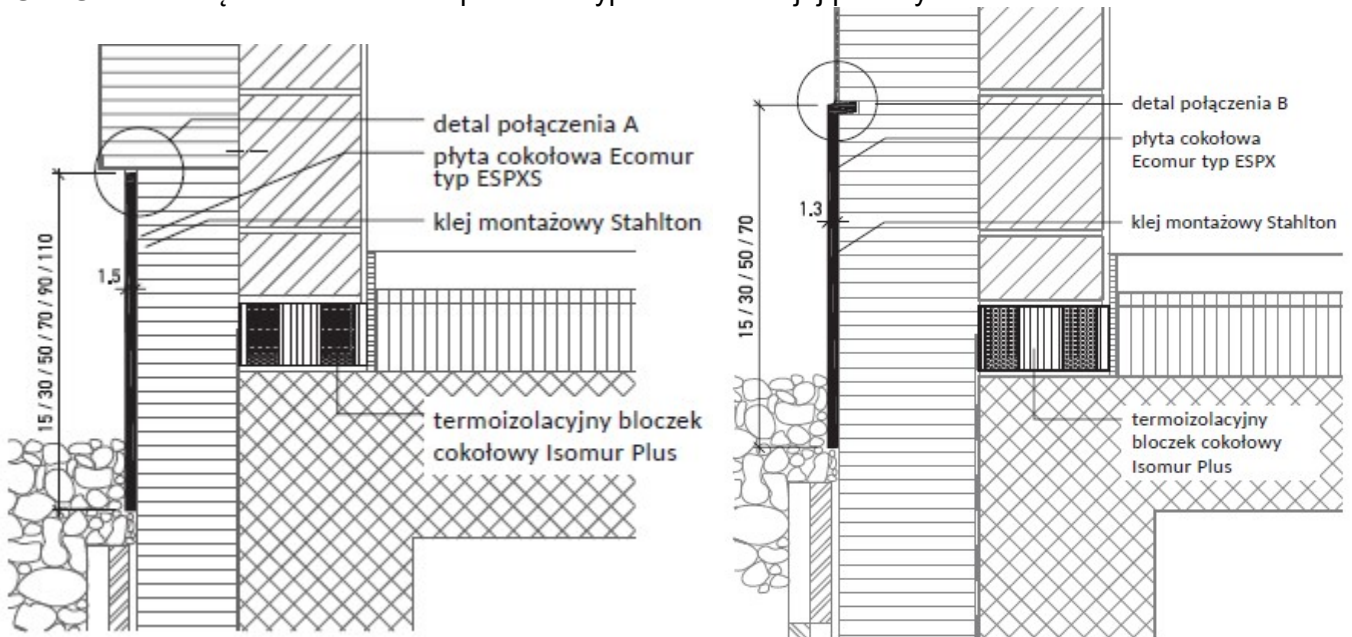 detal połączenia A
płyta cokołowa Ecomur
typ ESPXS
klej montażowy Stahlton
15 / 30 / 50 / 70 / 90 / 110
1.5
termoizolacyjny bloczek
cokołowy Isomur Plus
detal połączenia B
płyta cokołowa
Ecomur typ ESPX
1.3
klej montażowy Stahlton
15 / 30 / 50 / 70
termoizolacyjny
bloczek cokołowy
Isomur Plus